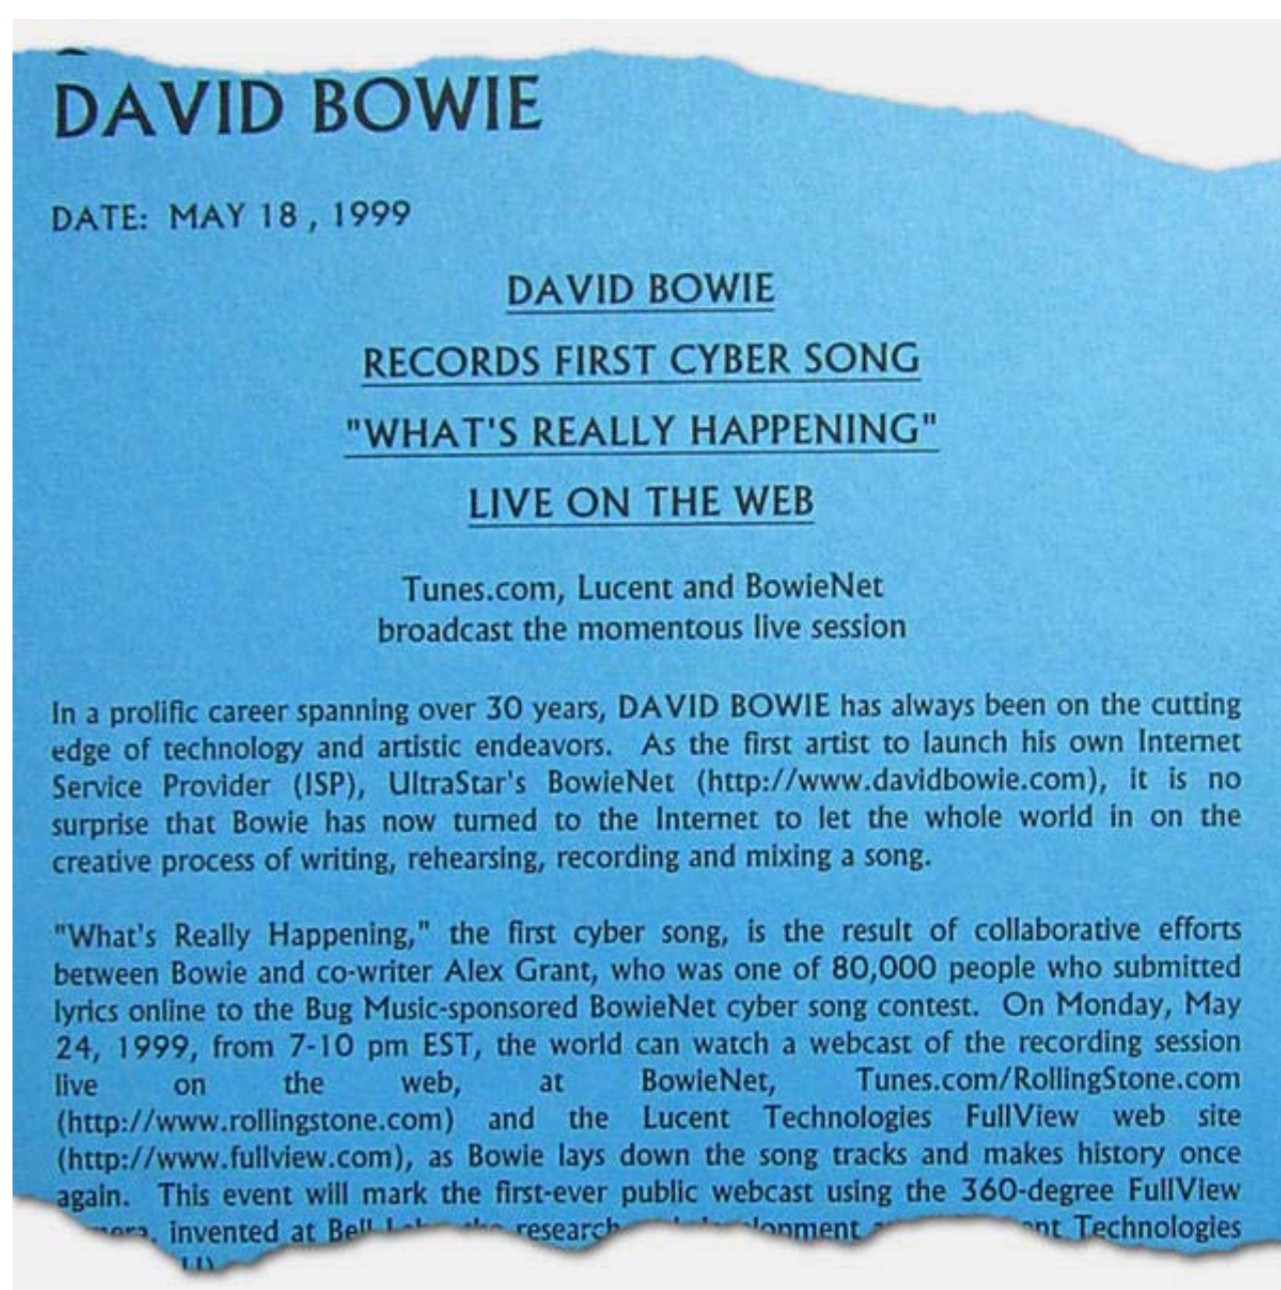 DAVID BOWIE
DATE: MAY 18 , 1999
DAVID BOWIE
RECORDS FIRST CYBER SONG
"WHAT'S REALLY HAPPENING"
LIVE ON THE WEB
Tunes.com, Lucent and BowieNet
broadcast the momentous live session
In a prolific career spanning over 30 years, DAVID BOWIE has always been on the cutting
edge of technology and artistic endeavors. As the first artist to launch his own Internet
Service Provider (ISP), UltraStar's BowieNet (http://www.davidbowie.com), it is no
surprise that Bowie has now turned to the Internet to let the whole world in on the
creative process of writing, rehearsing, recording and mixing a song.
"What's Really Happening," the first cyber song, is the result of collaborative efforts
between Bowie and co-writer Alex Grant, who was one of 80,000 people who submitted
lyrics online to the Bug Music-sponsored BowieNet cyber song contest. On Monday, May
24, 1999, from 7-10 pm EST, the world can watch a webcast of the recording session
live on the web, at BowieNet, Tunes.com/RollingStone.com
(http://www.rollingstone.com) and the Lucent Technologies FullView web site
(http://www.fullview.com), as Bowie lays down the song tracks and makes history once
again. This event will mark the first-ever public webcast using the 360-degree FullView
invented at Bell research Technologies